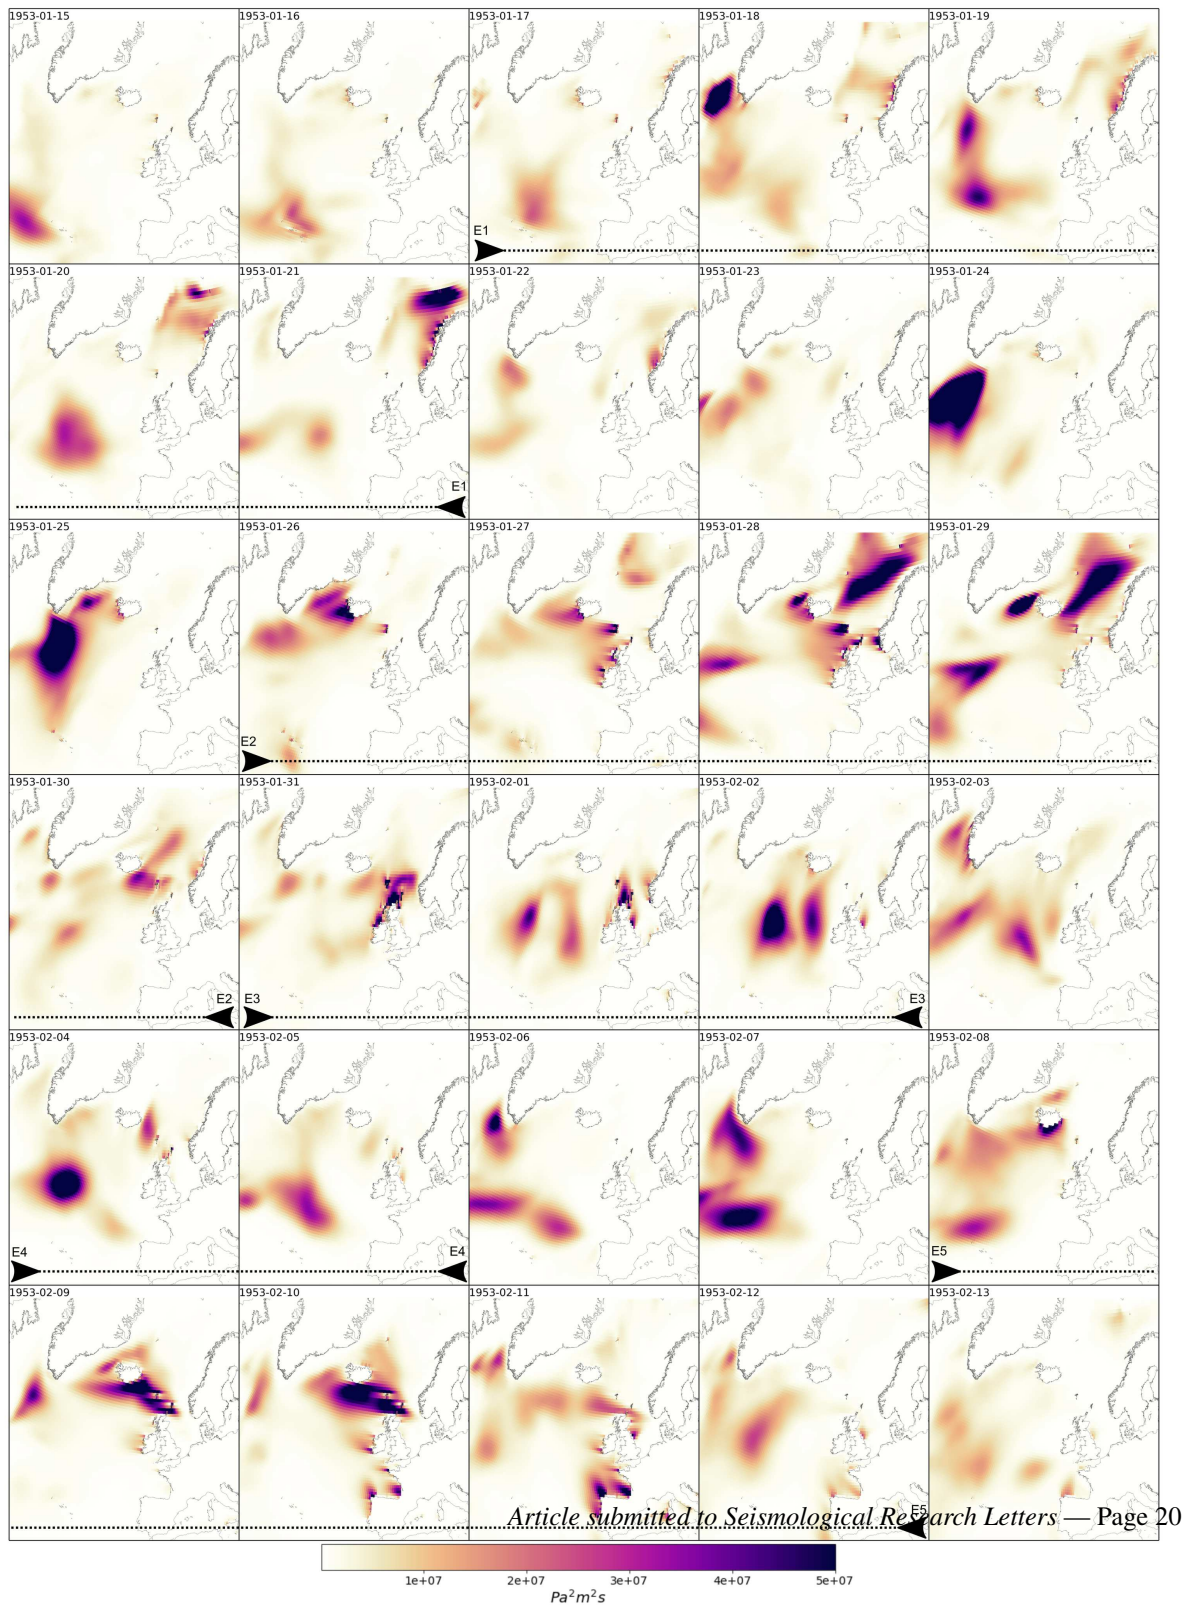 1953-01-15 1953-01-16 1953-01-17 1953-01-18 1953-01-19
E1
1953-01-20 1953-01-21 1953-01-22 1953-01-23 1953-01-24
E1
1953-01-25 1953-01-26 1953-01-27 1953-01-28 1953-01-29
E2
1953-01-30 1953-01-31 1953-02-01 1953-02-02 1953-02-03
E2 E3 E3
1953-02-04 1953-02-05 1953-02-06 1953-02-07 1953-02-08
E4 E4 E5
1953-02-09 1953-02-10 1953-02-11 1953-02-12 1953-02-13
E5
Article submitted to Seismological Research Letters — Page 20
1e+07 2e+07 3e+07 4e+07 5e+07
Pa²m²s